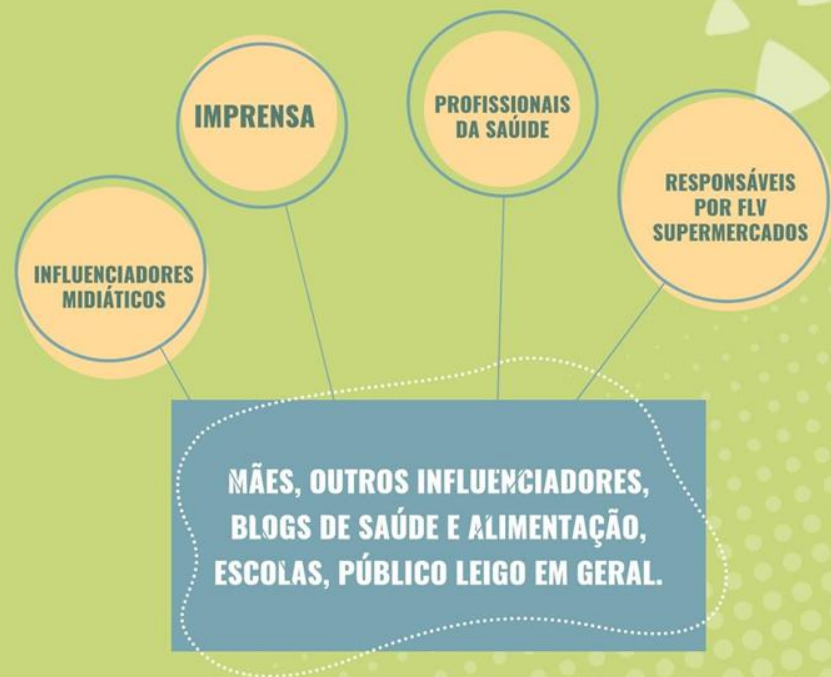 IMPRENSA
PROFISSIONAIS
DA SAÚIDE
RESPONSÁVEIS
POR FLV
SUPERMERCADOS
INFLUENCIADORES
MIDIÁTICOS
MÃES, OUTROS INFLUENCIADORES,
BLOGS DE SAÚDE E ALIMENTAÇÃO,
ESCOLAS, PÚBLICO LEIGO EM GERAL.